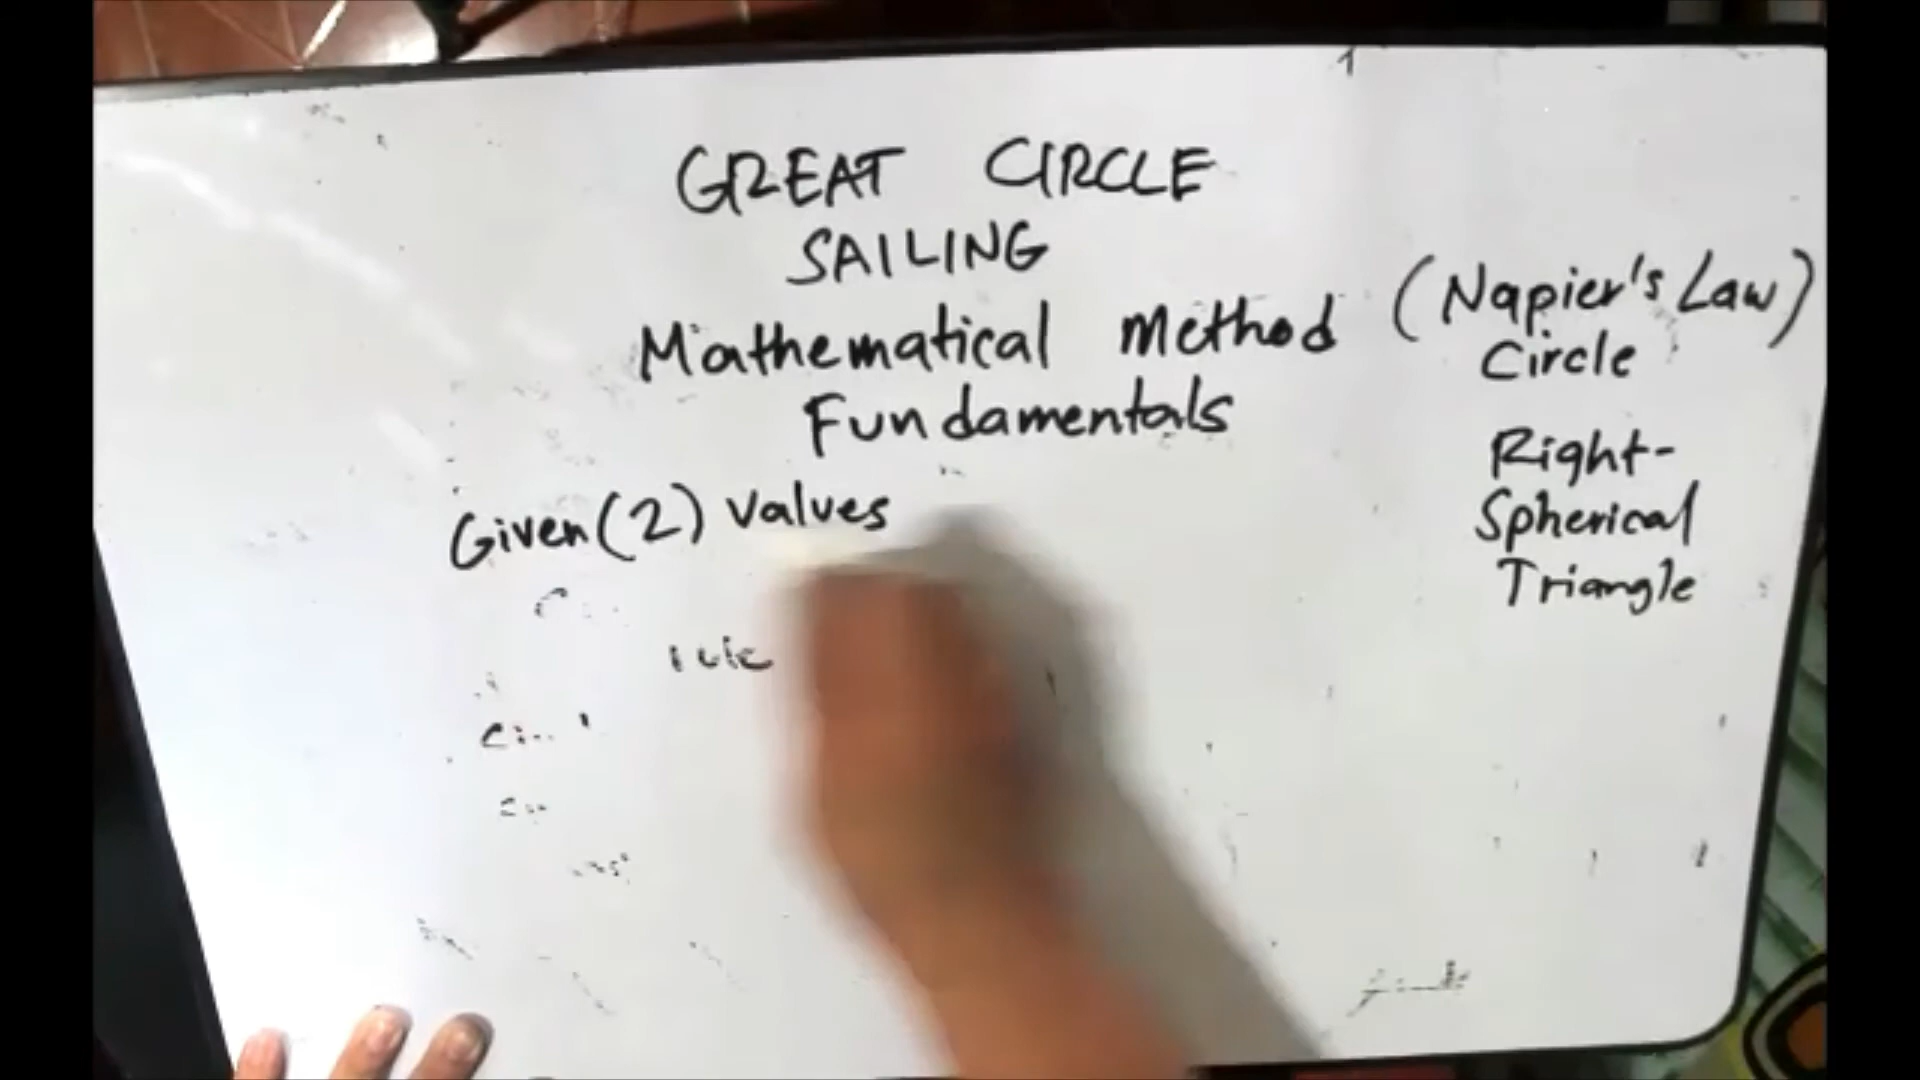 GREAT CIRCLE
SAILING
Mathematical Method
Fundamentals
(Napier's Law)
Circle
Right-
Spherical
Triangle
Given (2) values